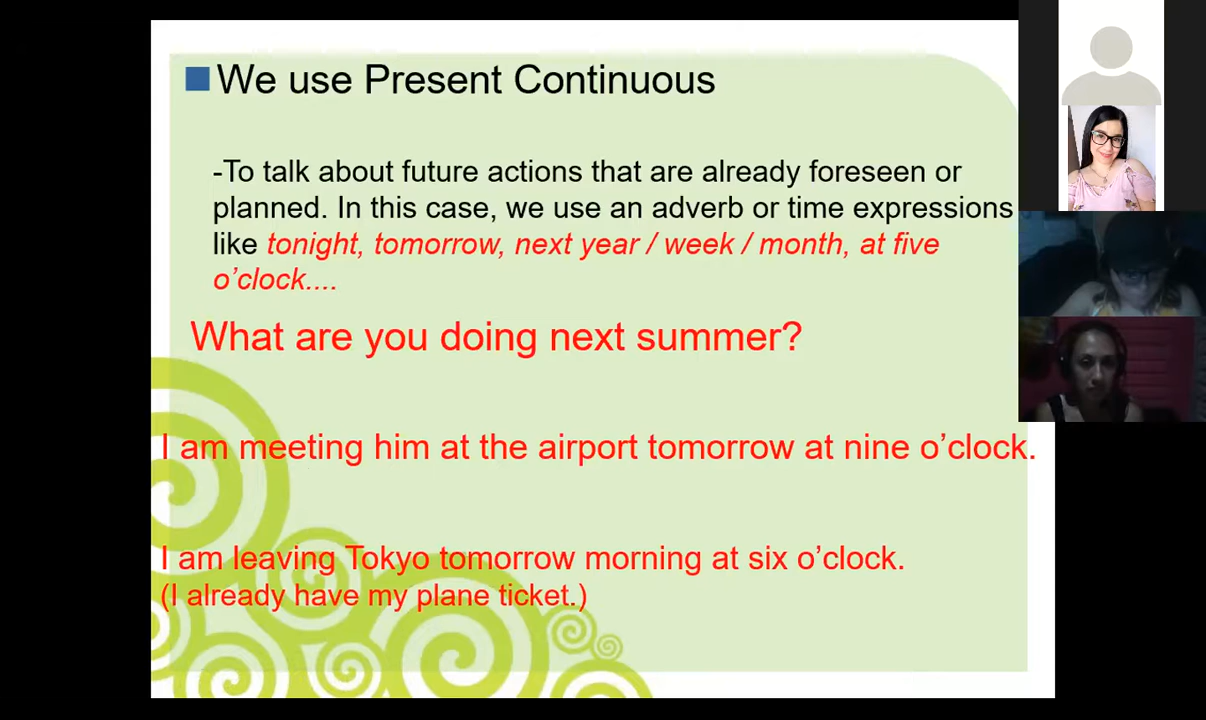 We use Present Continuous
-To talk about future actions that are already foreseen or
planned. In this case, we use an adverb or time expressions
like tonight, tomorrow, next year / week / month, at five
o’clock....
What are you doing next summer?
I am meeting him at the airport tomorrow at nine o’clock.
I am leaving Tokyo tomorrow morning at six o’clock.
(I already have my plane ticket.)